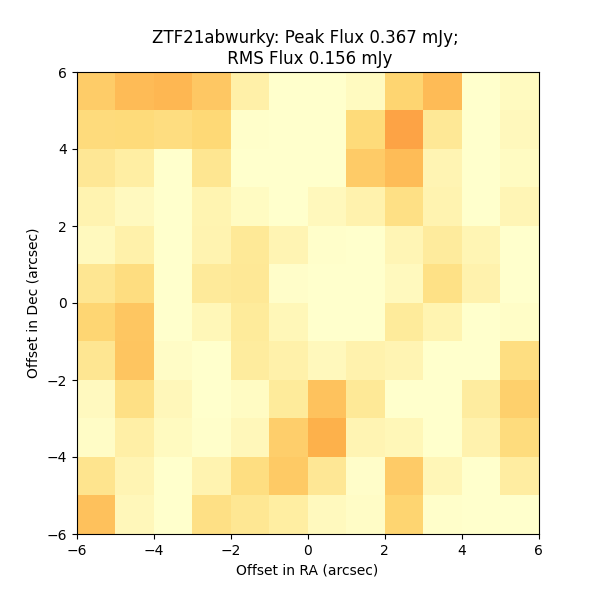 ZTF21abwurky: Peak Flux 0.367 mJy;
RMS Flux 0.156 mJy
6
4
2
0
−2
−4
−6
Offset in Dec (arcsec)
−6 −4 −2 0 2 4 6
Offset in RA (arcsec)